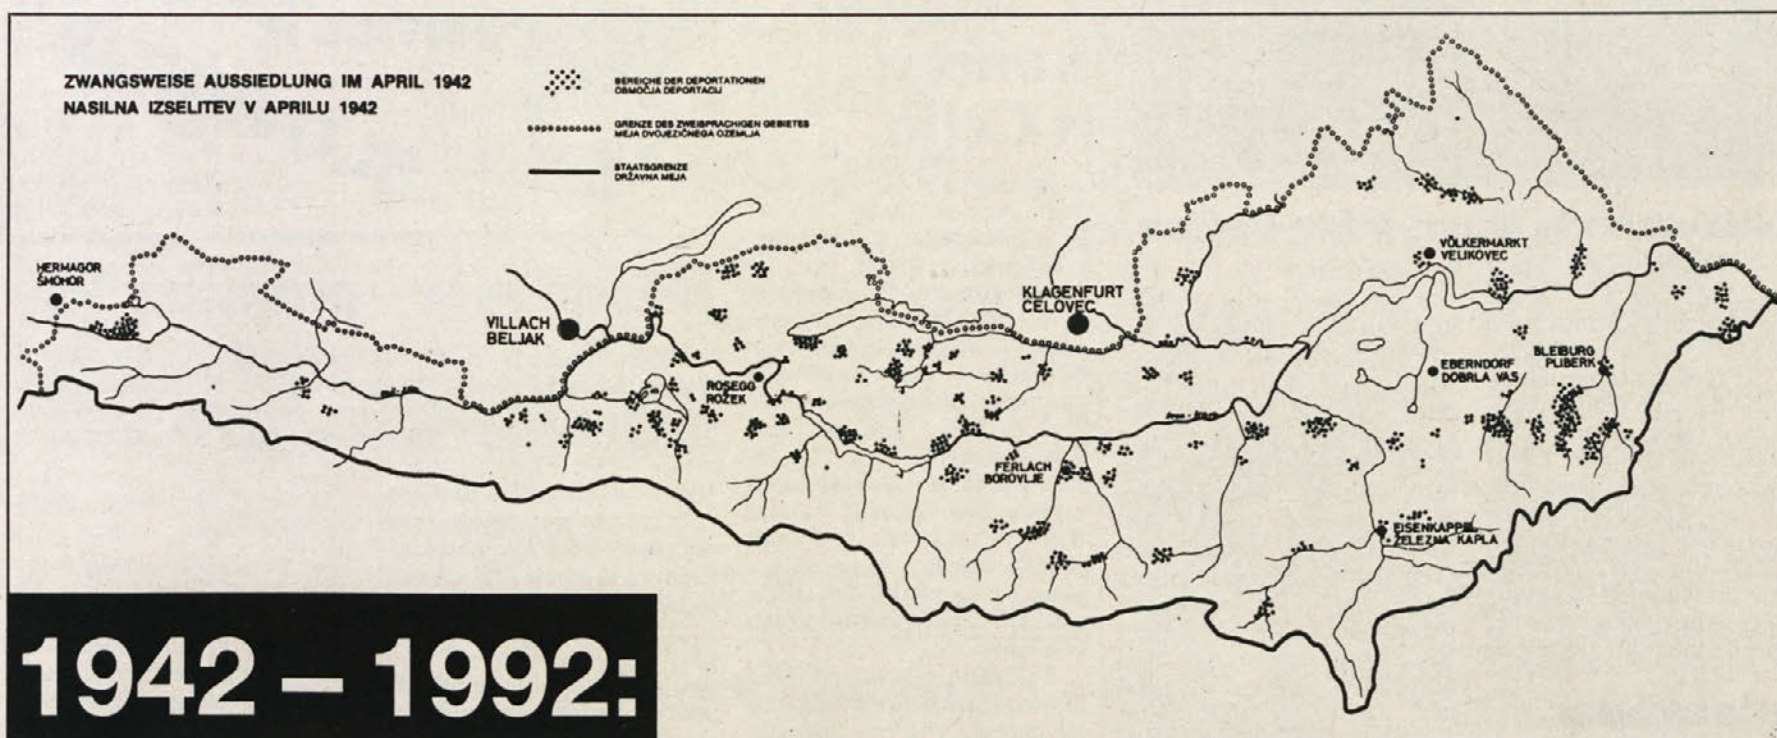 ZWANGSWEISE AUSSIEDLUNG IM APRIL 1942
NASILNA IZSELITEV V APRILU 1942
BEREICHE DER DEPORTATIONEN
OBMOČJA DEPORTACIJ
GRENZE DES ZWEISPRACHIGEN GEBIETES
MEJA DVOJEZIČNEGA OZEMLJA
STAATSGRENZE
DRŽAVNA MEJA
HERMAGOR
ŠMOHOR
VILLACH
BELJAK
ROSEGG
ROŽEK
KLAGENFURT
CELOVEC
VÖLKERMARKT
VELIKOVEC
EBERNDORF
DOBRLA VAS
BLEIBURG
PLIBERK
FERLACH
BOROVLJE
EISENKAPPEL
ŽELEZNA KAPLA
1942 – 1992: